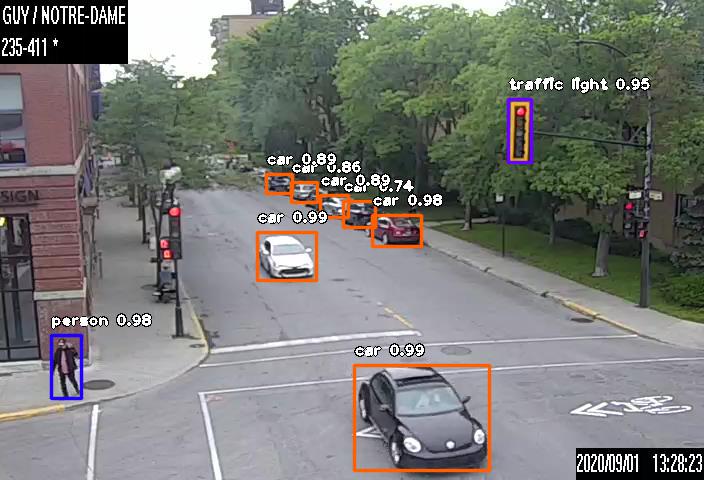 GUY / NOTRE-DAME
235-411 *
traffic light 0.95
car 0.89
car 0.86
car 0.89
car 0.74
car 0.98
car 0.99
SIGN
person 0.98
car 0.99
2020/09/01 13:28:23